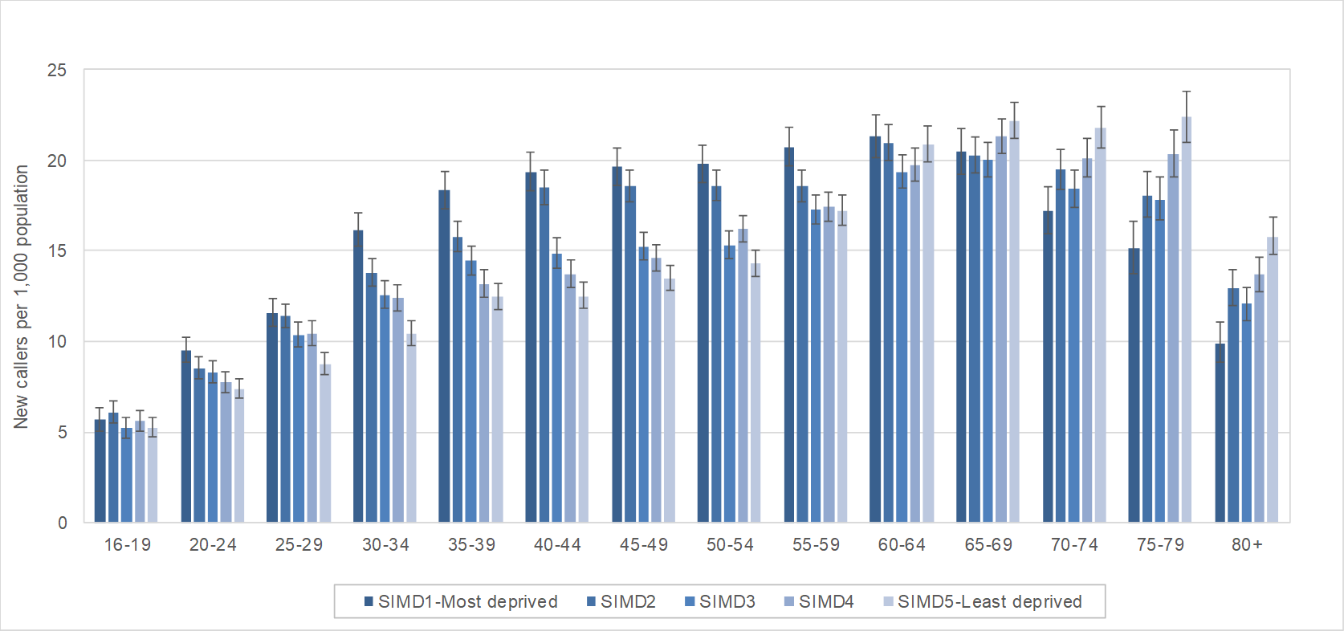 New callers per 1,000 population
25
20
15
10
5
0
16-19 20-24 25-29 30-34 35-39 40-44 45-49 50-54 55-59 60-64 65-69 70-74 75-79 80+
SIMD1-Most deprived SIMD2 SIMD3 SIMD4 SIMD5-Least deprived